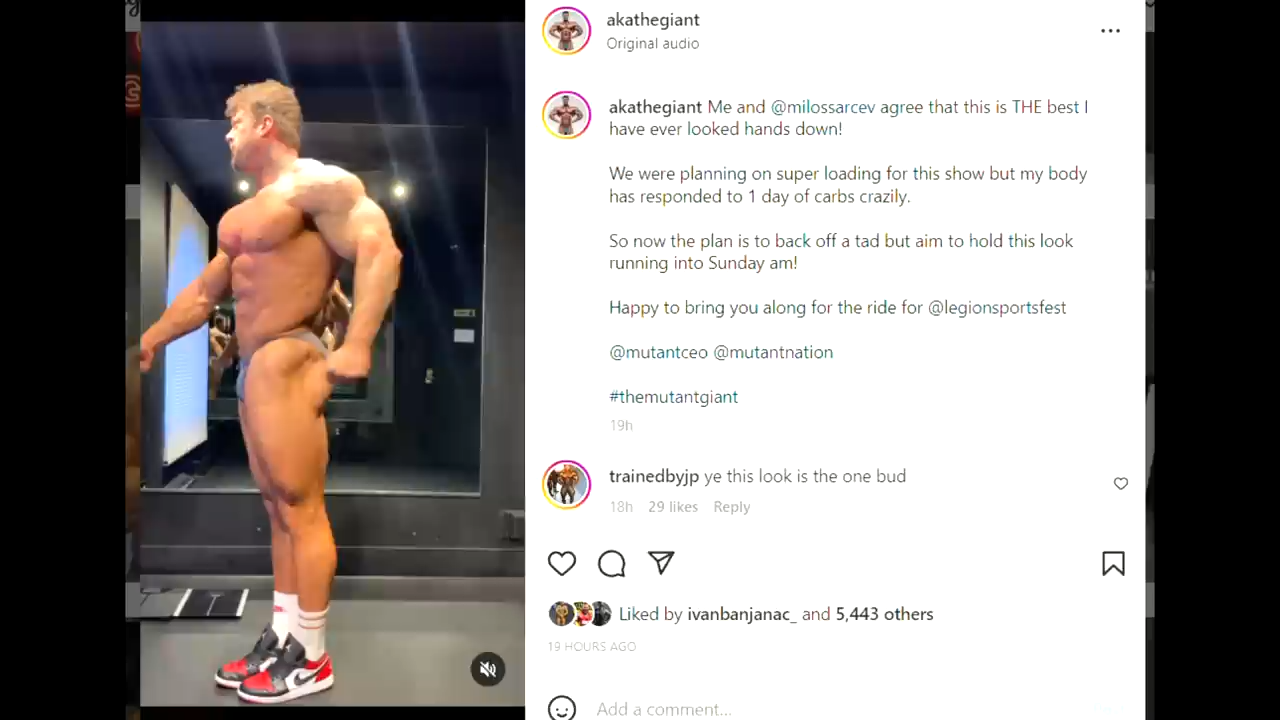 akathegiant
Original audio
akathegiant Me and @milossarcev agree that this is THE best I
have ever looked hands down!
We were planning on super loading for this show but my body
has responded to 1 day of carbs crazily.
So now the plan is to back off a tad but aim to hold this look
running into Sunday am!
Happy to bring you along for the ride for @legionsportsfest
@mutantceo @mutantnation
#themutantgiant
19h
trainedbyjp ye this look is the one bud
18h 29 likes Reply
Liked by ivanbanjanac_ and 5,443 others
19 HOURS AGO
Add a comment...